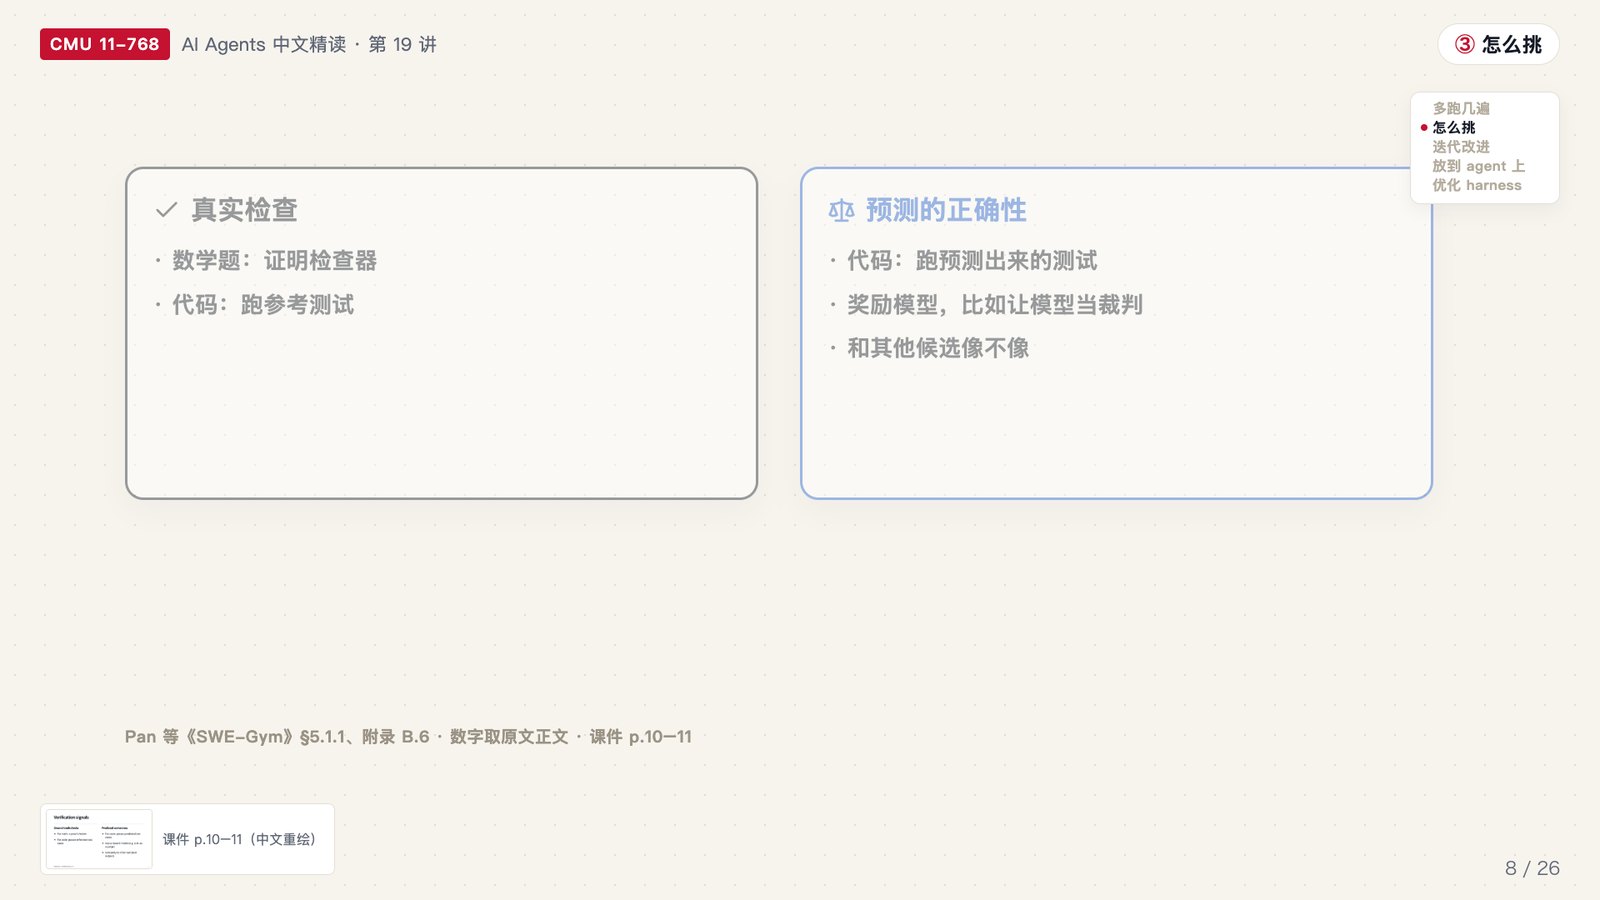 CMU 11-768 AI Agents 中文精读 · 第 19 讲
③ 怎么挑
多跑几遍
怎么挑
迭代改进
放到 agent 上
优化 harness
真实检查
· 数学题：证明检查器
· 代码：跑参考测试
预测的正确性
· 代码：跑预测出来的测试
· 奖励模型，比如让模型当裁判
· 和其他候选像不像
Pan 等《SWE-Gym》§5.1.1、附录 B.6 · 数字取原文正文 · 课件 p.10—11
Verification signals
课件 p.10—11（中文重绘）
8 / 26